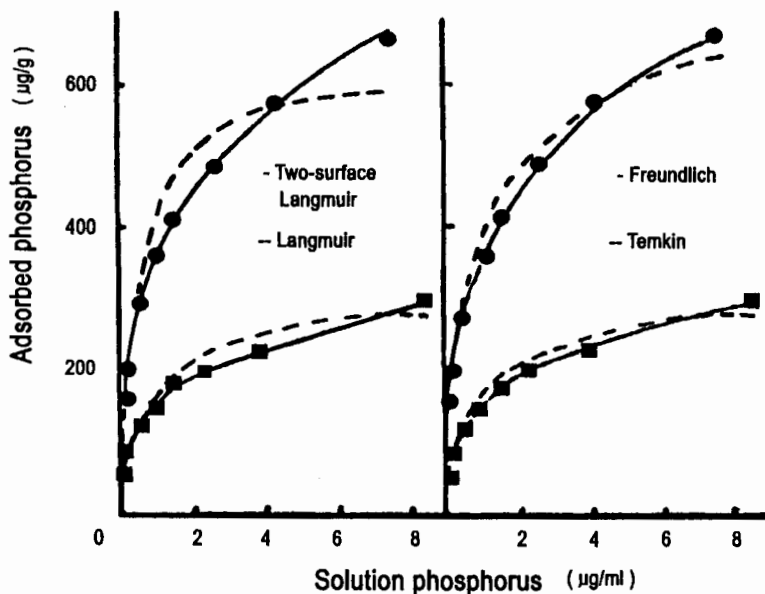 Adsorbed phosphorus (µg/g)
600
400
200
- Two-surface
Langmuir
-- Langmuir
- Freundlich
-- Temkin
0 2 4 6 8 2 4 6 8
Solution phosphorus (µg/ml)